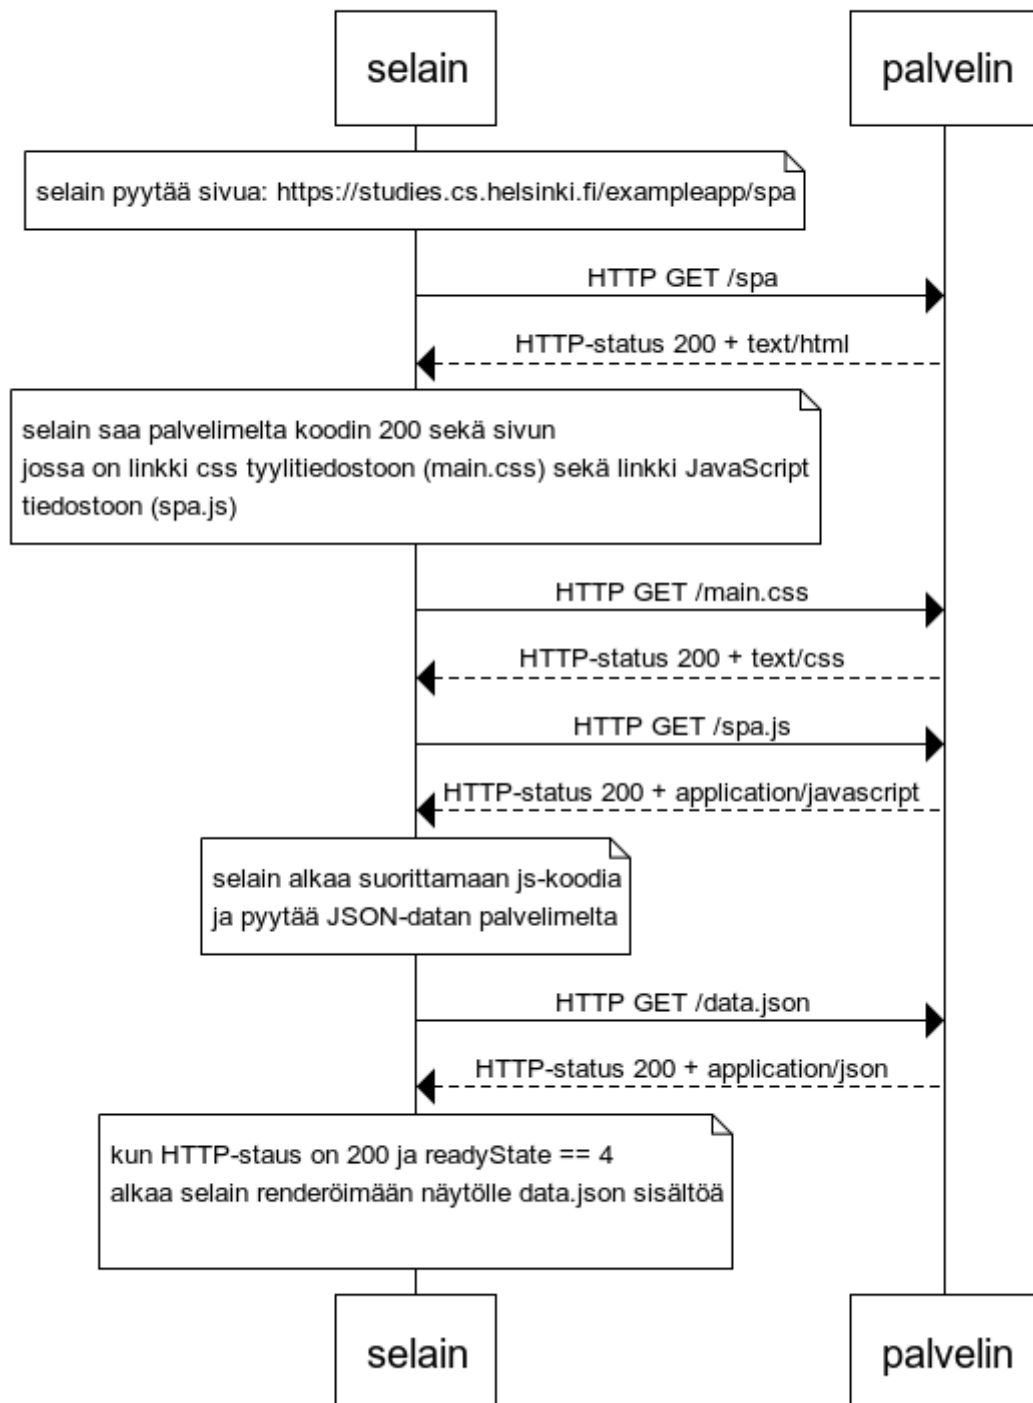 selain
palvelin
selain pyytää sivua: https://studies.cs.helsinki.fi/exampleapp/spa
HTTP GET /spa
HTTP-status 200 + text/html
selain saa palvelimelta koodin 200 sekä sivun
jossa on linkki css tyylitiedostoon (main.css) sekä linkki JavaScript
tiedostoon (spa.js)
HTTP GET /main.css
HTTP-status 200 + text/css
HTTP GET /spa.js
HTTP-status 200 + application/javascript
selain alkaa suorittamaan js-koodia
ja pyytää JSON-datan palvelimelta
HTTP GET /data.json
HTTP-status 200 + application/json
kun HTTP-staus on 200 ja readyState == 4
alkaa selain renderöimään näytölle data.json sisältöä
selain
palvelin